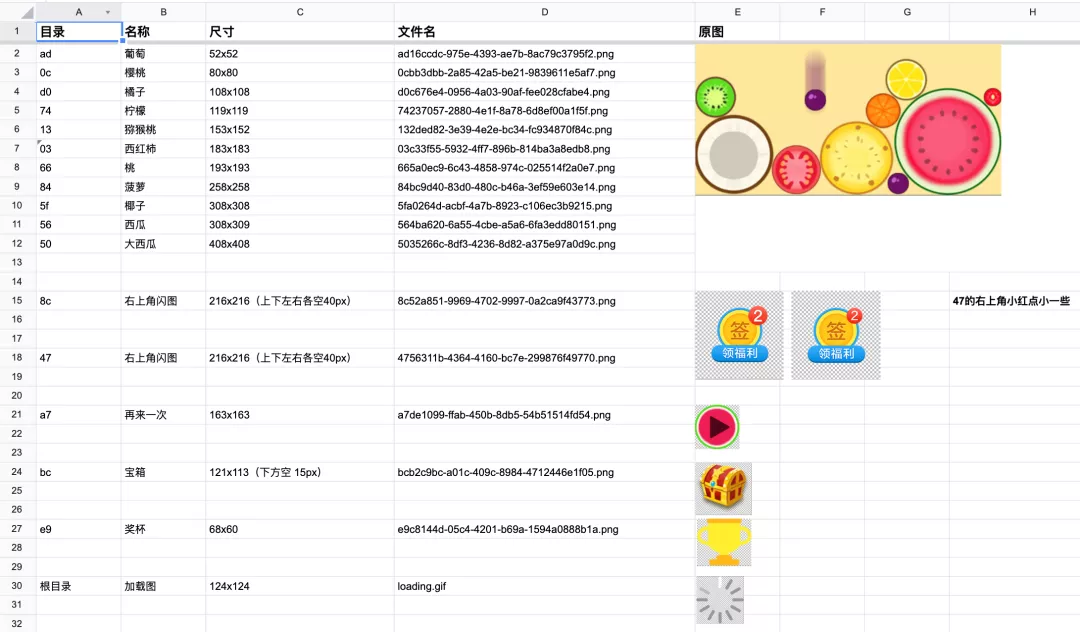 A B C D E F G H
1 目录 名称 尺寸 文件名 原图
2 ad 葡萄 52x52 ad16ccdc-975e-4393-ae7b-8ac79c3795f2.png
3 0c 樱桃 80x80 0cbb3dbb-2a85-42a5-be21-9839611e5af7.png
4 d0 橘子 108x108 d0c676e4-0956-4a03-90af-fee028cfabe4.png
5 74 柠檬 119x119 74237057-2880-4e1f-8a78-6d8ef00a1f5f.png
6 13 猕猴桃 153x152 132ded82-3e39-4e2e-bc34-fc934870f84c.png
7 03 西红柿 183x183 03c33f55-5932-4ff7-896b-814ba3a8edb8.png
8 66 桃 193x193 665a0ec9-6c43-4858-974c-025514f2a0e7.png
9 84 菠萝 258x258 84bc9d40-83d0-480c-b46a-3ef59e603e14.png
10 5f 椰子 308x308 5fa0264d-acbf-4a7b-8923-c106ec3b9215.png
11 56 西瓜 308x309 564ba620-6a55-4cbe-a5a6-6fa3edd80151.png
12 50 大西瓜 408x408 5035266c-8df3-4236-8d82-a375e97a0d9c.png
13
14
15 8c 右上角闪图 216x216（上下左右各空40px） 8c52a851-9969-4702-9997-0a2ca9f43773.png 47的右上角小红点小一些
16
2 签 领福利
2 签 领福利
17
18 47 右上角闪图 216x216（上下左右各空40px） 4756311b-4364-4160-bc7e-299876f49770.png
19
20
21 a7 再来一次 163x163 a7de1099-ffab-450b-8db5-54b51514fd54.png
22
23
24 bc 宝箱 121x113（下方空 15px） bcb2c9bc-a01c-409c-8984-4712446e1f05.png
25
26
27 e9 奖杯 68x60 e9c8144d-05c4-4201-b69a-1594a0888b1a.png
28
29
30 根目录 加载图 124x124 loading.gif
31
32